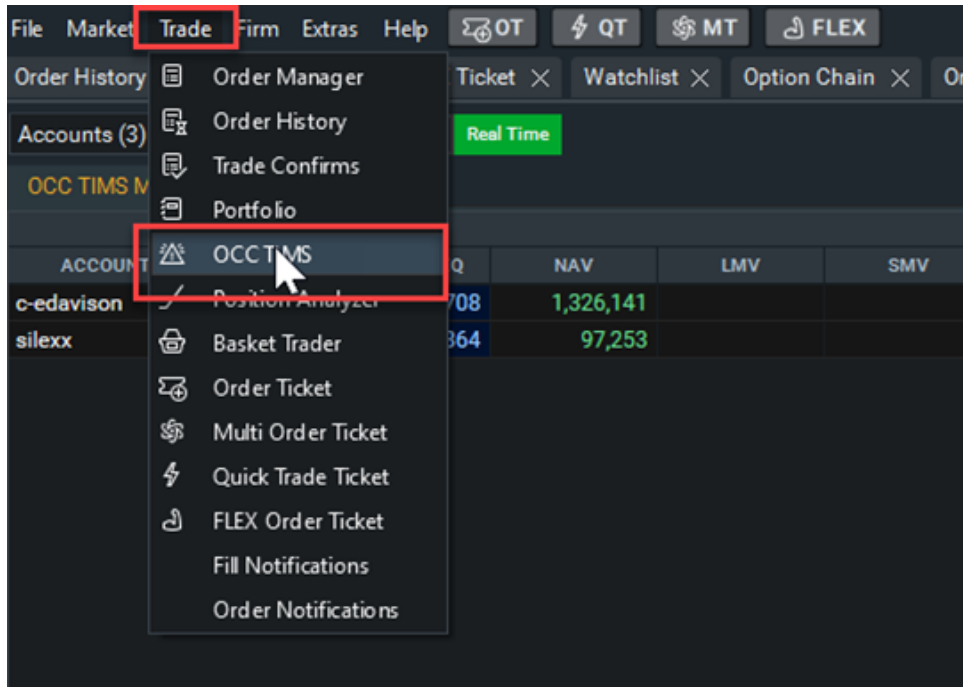 File Market Trade Firm Extras Help OT QT MT FLEX
Order History Ticket Watchlist Option Chain
Accounts (3) Real Time
OCC TIMS M
ACCOUNT Q NAV LMV SMV
c-edavison 708 1,326,141
silexx 364 97,253
Order Manager
Order History
Trade Confirms
Portfolio
OCC TIMS
Position Analyzer
Basket Trader
Order Ticket
Multi Order Ticket
Quick Trade Ticket
FLEX Order Ticket
Fill Notifications
Order Notifications